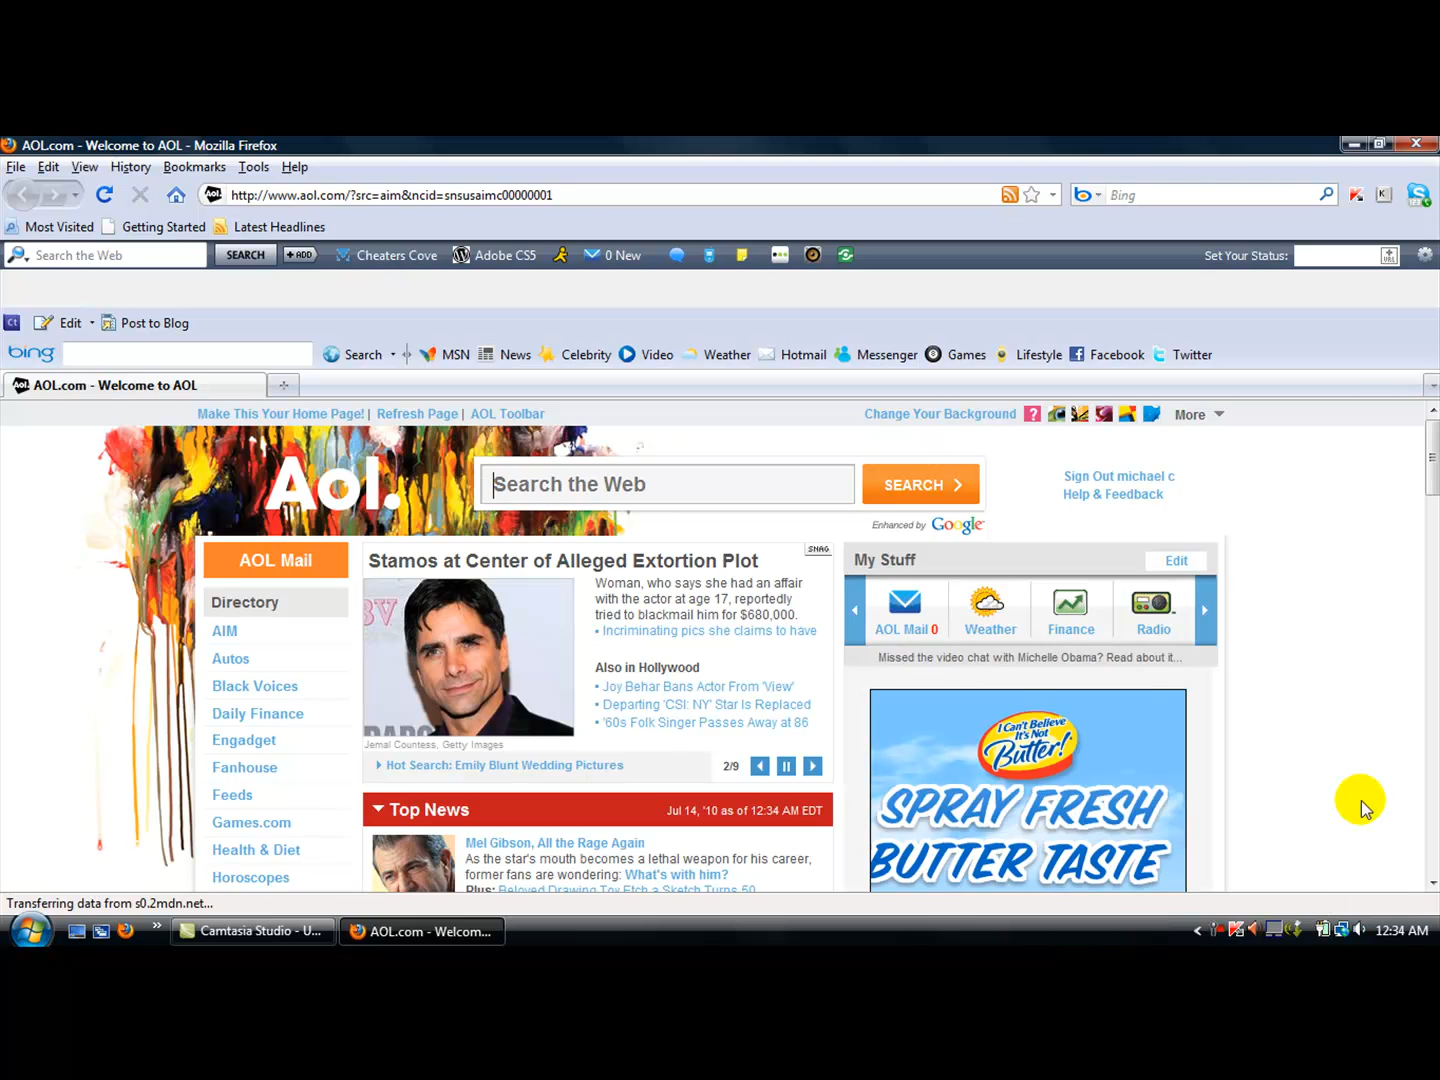 AOL.com - Welcome to AOL - Mozilla Firefox
File Edit View History Bookmarks Tools Help
Aol. http://www.aol.com/?src=aim&ncid=snsusaimc00000001 Bing
Most Visited Getting Started Latest Headlines
Search the Web SEARCH +ADD Cheaters Cove Adobe CS5 0 New Set Your Status: URL
Ct Edit Post to Blog
bing Search MSN News Celebrity Video Weather Hotmail Messenger Games Lifestyle Facebook Twitter
Aol. AOL.com - Welcome to AOL
Make This Your Home Page! | Refresh Page | AOL Toolbar Change Your Background ? More
Aol. Search the Web SEARCH
Sign Out michael c
Help & Feedback
Enhanced by Google
AOL Mail
Directory
AIM
Autos
Black Voices
Daily Finance
Engadget
Fanhouse
Feeds
Games.com
Health & Diet
Horoscopes
SNAG
Stamos at Center of Alleged Extortion Plot
Woman, who says she had an affair
with the actor at age 17, reportedly
tried to blackmail him for $680,000.
Incriminating pics she claims to have
Also in Hollywood
Joy Behar Bans Actor From 'View'
Departing 'CSI: NY' Star Is Replaced
'60s Folk Singer Passes Away at 86
Jemal Countess, Getty Images
Hot Search: Emily Blunt Wedding Pictures 2/9
Top News Jul 14, '10 as of 12:34 AM EDT
Mel Gibson, All the Rage Again
As the star's mouth becomes a lethal weapon for his career,
former fans are wondering: What's with him?
Plus: Beloved Drawing Toy Etch a Sketch Turns 50
My Stuff Edit
AOL Mail 0 Weather Finance Radio
Missed the video chat with Michelle Obama? Read about it...
I Can't Believe
It's Not
Butter!
SPRAY FRESH
BUTTER TASTE
Transferring data from s0.2mdn.net...
Camtasia Studio - U... AOL.com - Welcom... 12:34 AM